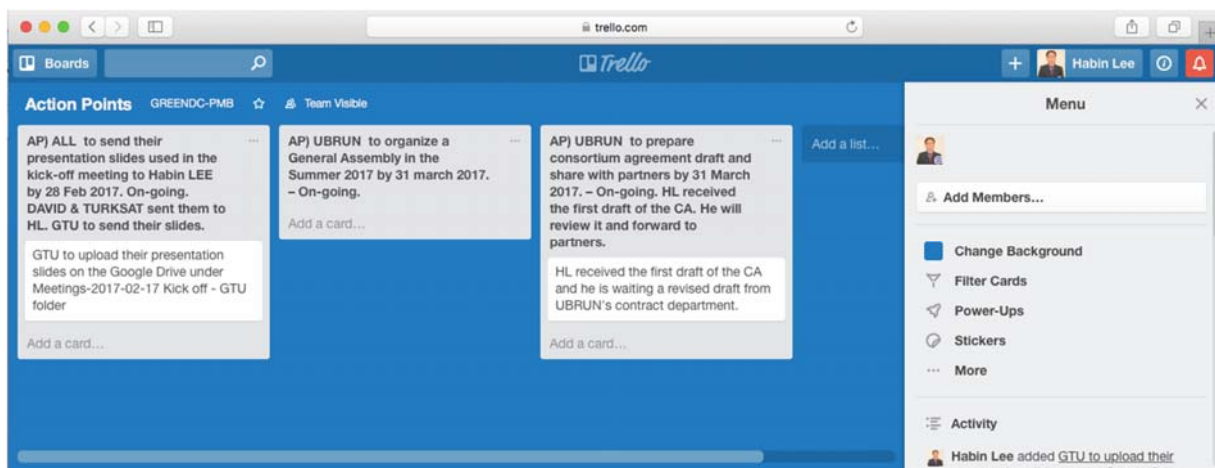 trello.com
Boards
Trello
Habin Lee
Action Points GREENDC-PMB Team Visible
AP) ALL to send their
presentation slides used in the
kick-off meeting to Habin LEE
by 28 Feb 2017. On-going.
DAVID & TURKSAT sent them to
HL. GTU to send their slides.
GTU to upload their presentation
slides on the Google Drive under
Meetings-2017-02-17 Kick off - GTU
folder
Add a card...
AP) UBRUN to organize a
General Assembly in the
Summer 2017 by 31 march 2017.
– On-going.
Add a card...
AP) UBRUN to prepare
consortium agreement draft and
share with partners by 31 March
2017. – On-going. HL received
the first draft of the CA. He will
review it and forward to
partners.
HL received the first draft of the CA
and he is waiting a revised draft from
UBRUN's contract department.
Add a card...
Add a list...
Menu
Add Members...
Change Background
Filter Cards
Power-Ups
Stickers
More
Activity
Habin Lee added GTU to upload their